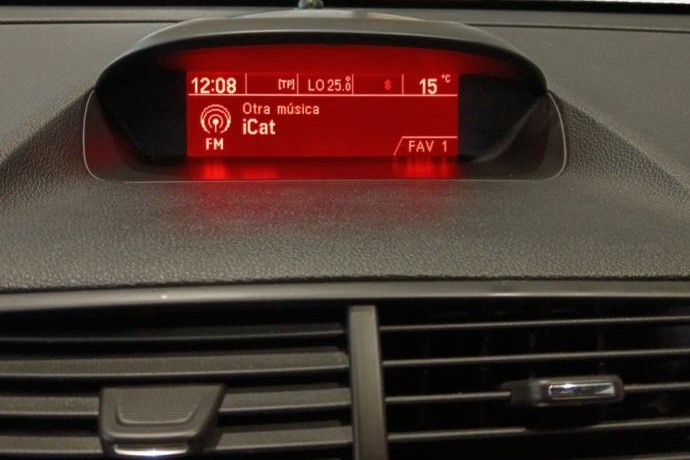 12:08 [TP] LO 25.0 15 °C
Otra música
iCat
FM FAV 1